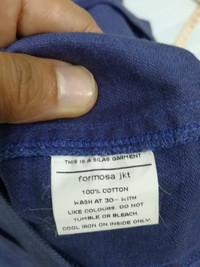 THIS IS A SILAS GARMENT
formosa jkt
100% COTTON
WASH AT 30- WITH
LIKE COLOURS. DO NOT
TUMBLE OR BLEACH.
COOL IRON ON INSIDE ONLY.